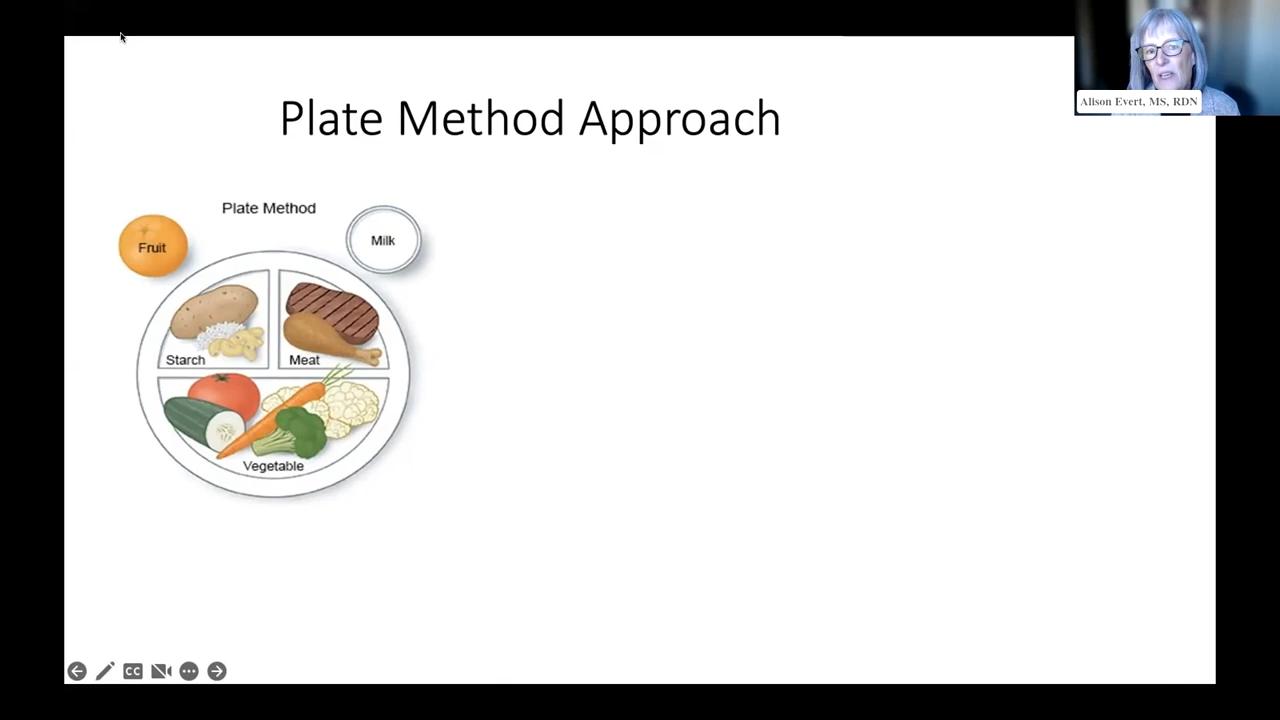 Alison Evert, MS, RDN
Plate Method Approach
Plate Method
Fruit
Milk
Starch
Meat
Vegetable
CC